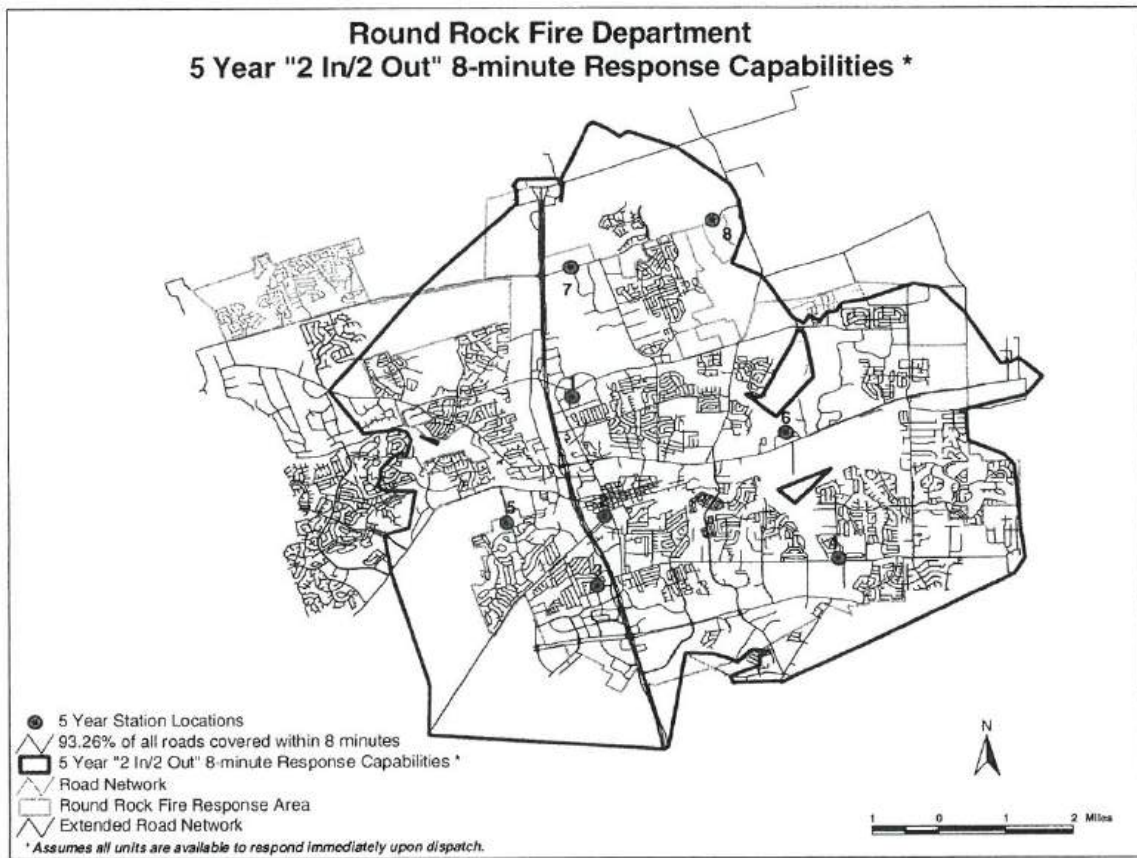 Round Rock Fire Department
5 Year "2 In/2 Out" 8-minute Response Capabilities *
8
7
1
6
5
2
4
3
5 Year Station Locations
93.26% of all roads covered within 8 minutes
5 Year "2 In/2 Out" 8-minute Response Capabilities *
Road Network
Round Rock Fire Response Area
Extended Road Network
* Assumes all units are available to respond immediately upon dispatch.
N
1 0 1 2 Miles